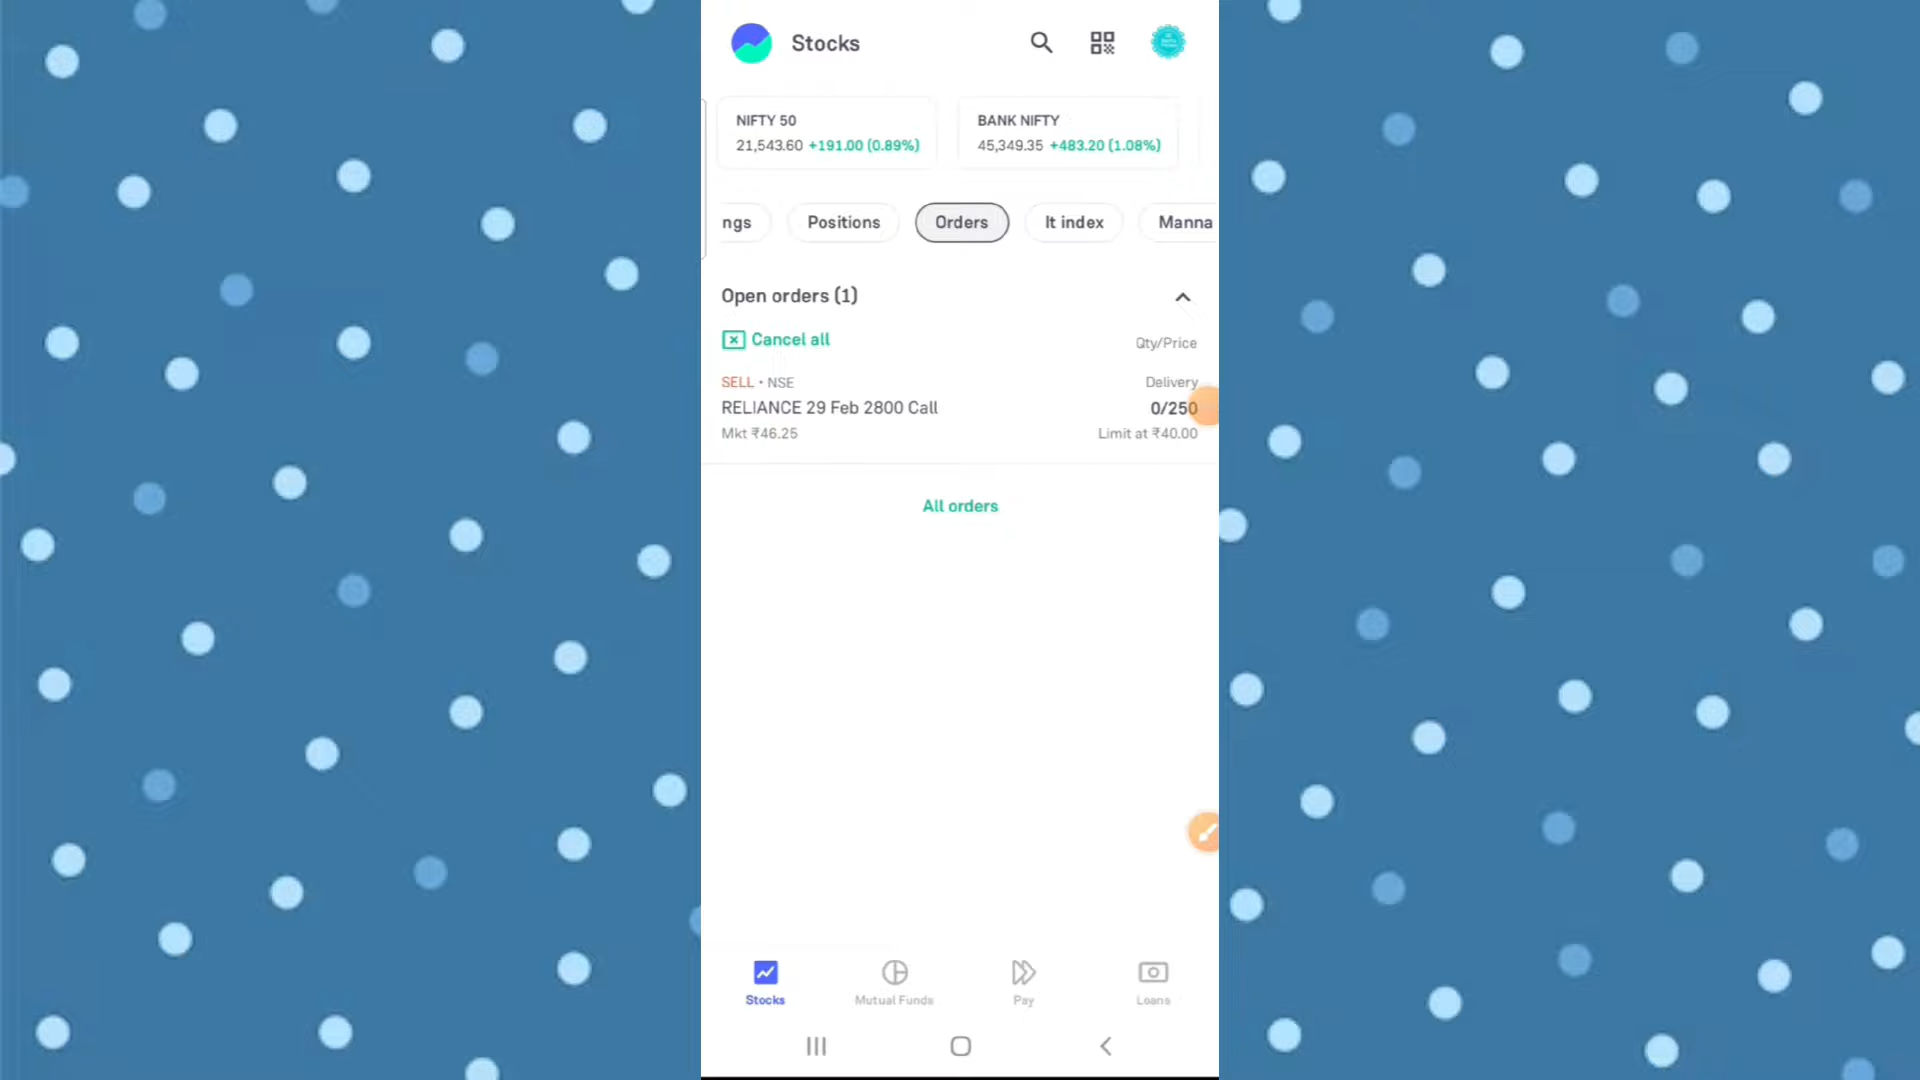 Stocks
NIFTY 50
21,543.60 +191.00 (0.89%)
BANK NIFTY
45,349.35 +483.20 (1.08%)
ngs
Positions
Orders
It index
Manna
Open orders (1)
Cancel all
Qty/Price
SELL • NSE
Delivery
RELIANCE 29 Feb 2800 Call
0/250
Mkt ₹46.25
Limit at ₹40.00
All orders
Stocks
Mutual Funds
Pay
Loans